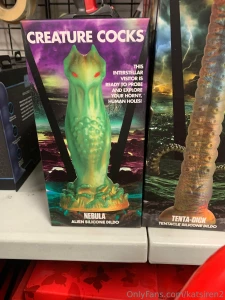 CREATURE COCKS
THIS
INTERSTELLAR
VISITOR IS
READY TO PROBE
AND EXPLORE
YOUR HORNY,
HUMAN HOLES!
NEBULA
ALIEN SILICONE DILDO
TENTA-DICK
TENTACLE SILICONE DILDO
OnlyFans.com/katsiren2